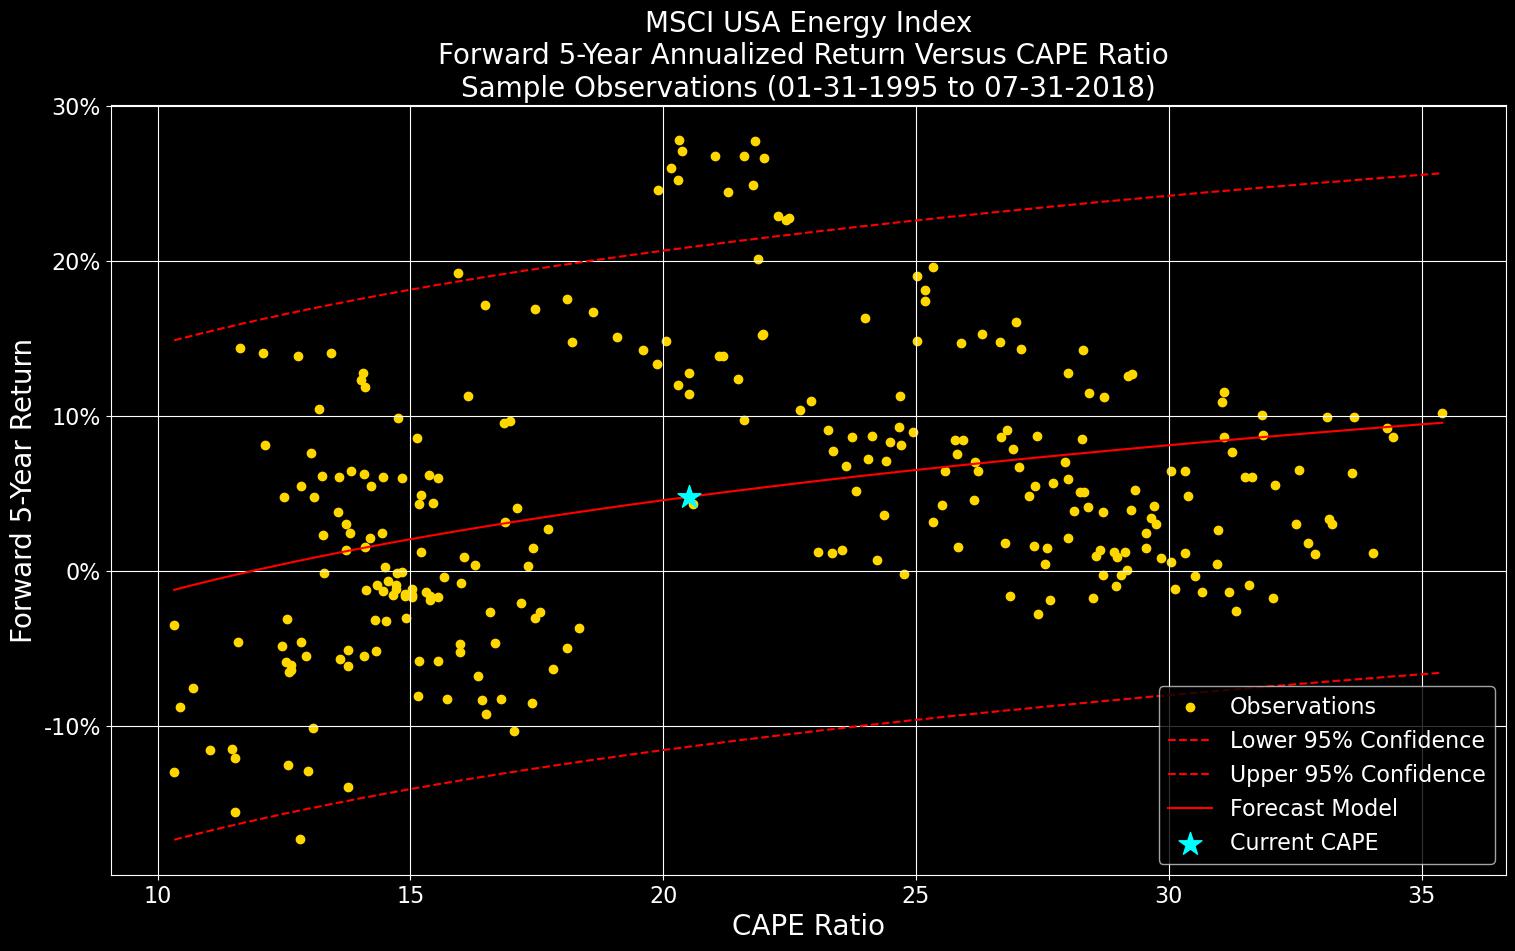 MSCI USA Energy Index
Forward 5-Year Annualized Return Versus CAPE Ratio
Sample Observations (01-31-1995 to 07-31-2018)
30%
20%
10%
0%
-10%
Forward 5-Year Return
10
15
20
25
30
35
CAPE Ratio
Observations
Lower 95% Confidence
Upper 95% Confidence
Forecast Model
Current CAPE